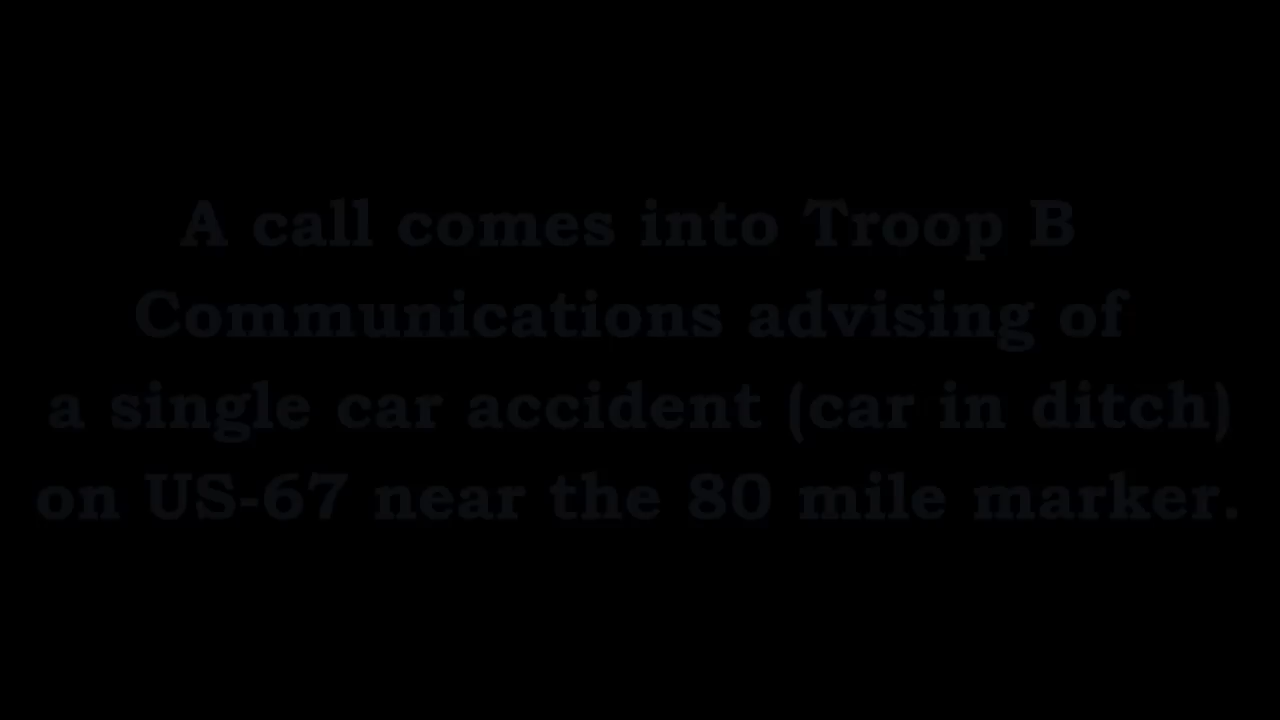 A call comes into Troop B
Communications advising of
a single car accident (car in ditch)
on US-67 near the 80 mile marker.